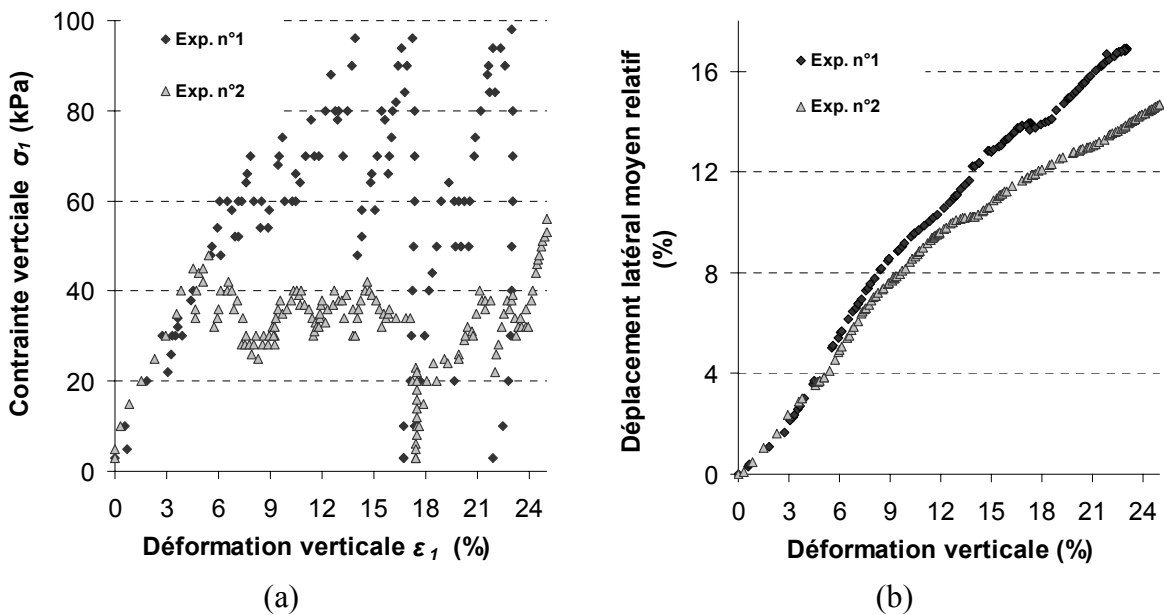 100
80
60
40
20
0
Contrainte vertciale σ1 (kPa)
Exp. n°1
Exp. n°2
0 3 6 9 12 15 18 21 24
Déformation verticale ε1 (%)
(a)
16
12
8
4
0
Déplacement latéral moyen relatif
(%)
Exp. n°1
Exp. n°2
0 3 6 9 12 15 18 21 24
Déformation verticale (%)
(b)